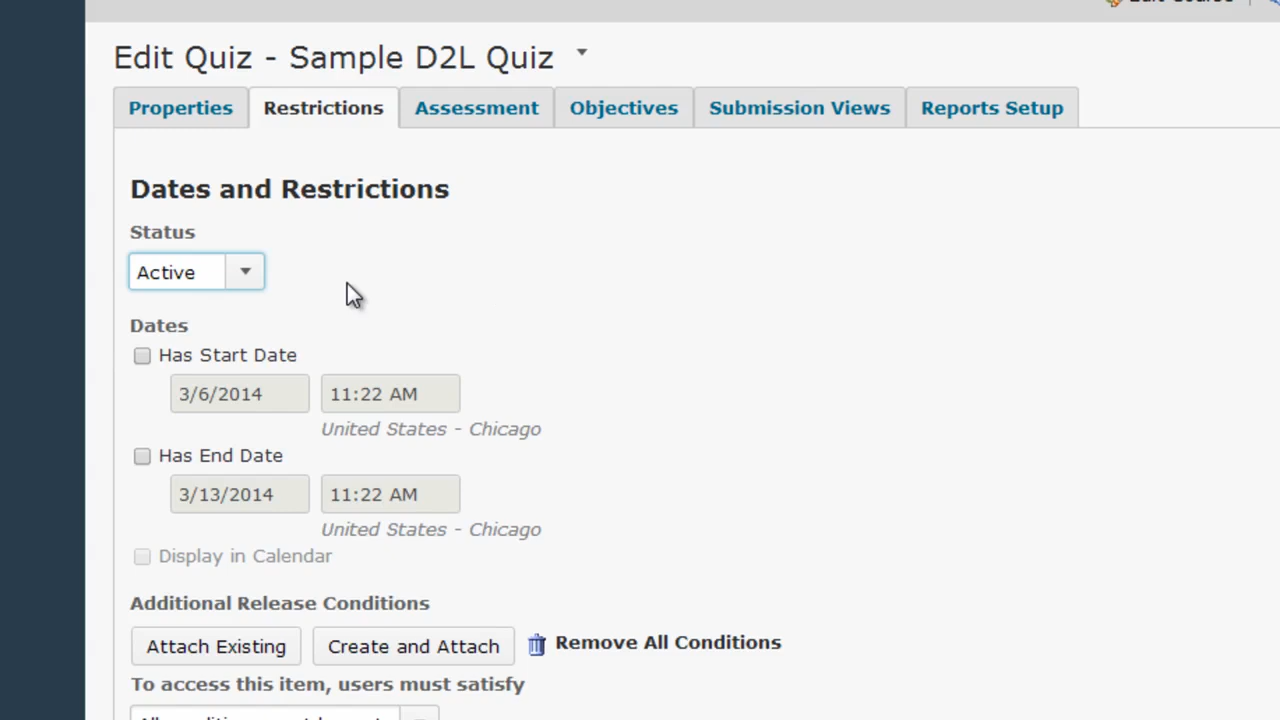 Edit Course
Edit Quiz - Sample D2L Quiz
Properties Restrictions Assessment Objectives Submission Views Reports Setup
Dates and Restrictions
Status
Active
Dates
Has Start Date
3/6/2014 11:22 AM
United States - Chicago
Has End Date
3/13/2014 11:22 AM
United States - Chicago
Display in Calendar
Additional Release Conditions
Attach Existing Create and Attach Remove All Conditions
To access this item, users must satisfy